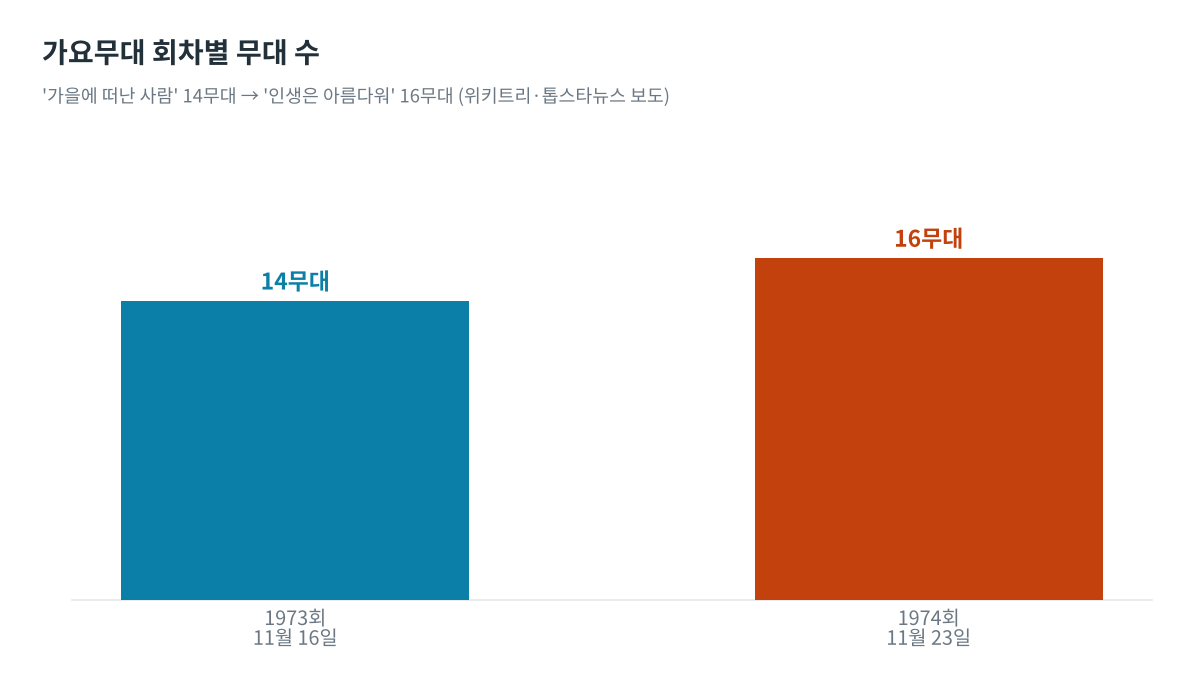 가요무대 회차별 무대 수
'가을에 떠난 사람' 14무대 → '인생은 아름다워' 16무대 (위키트리·톱스타뉴스 보도)
14무대
16무대
1973회
11월 16일
1974회
11월 23일